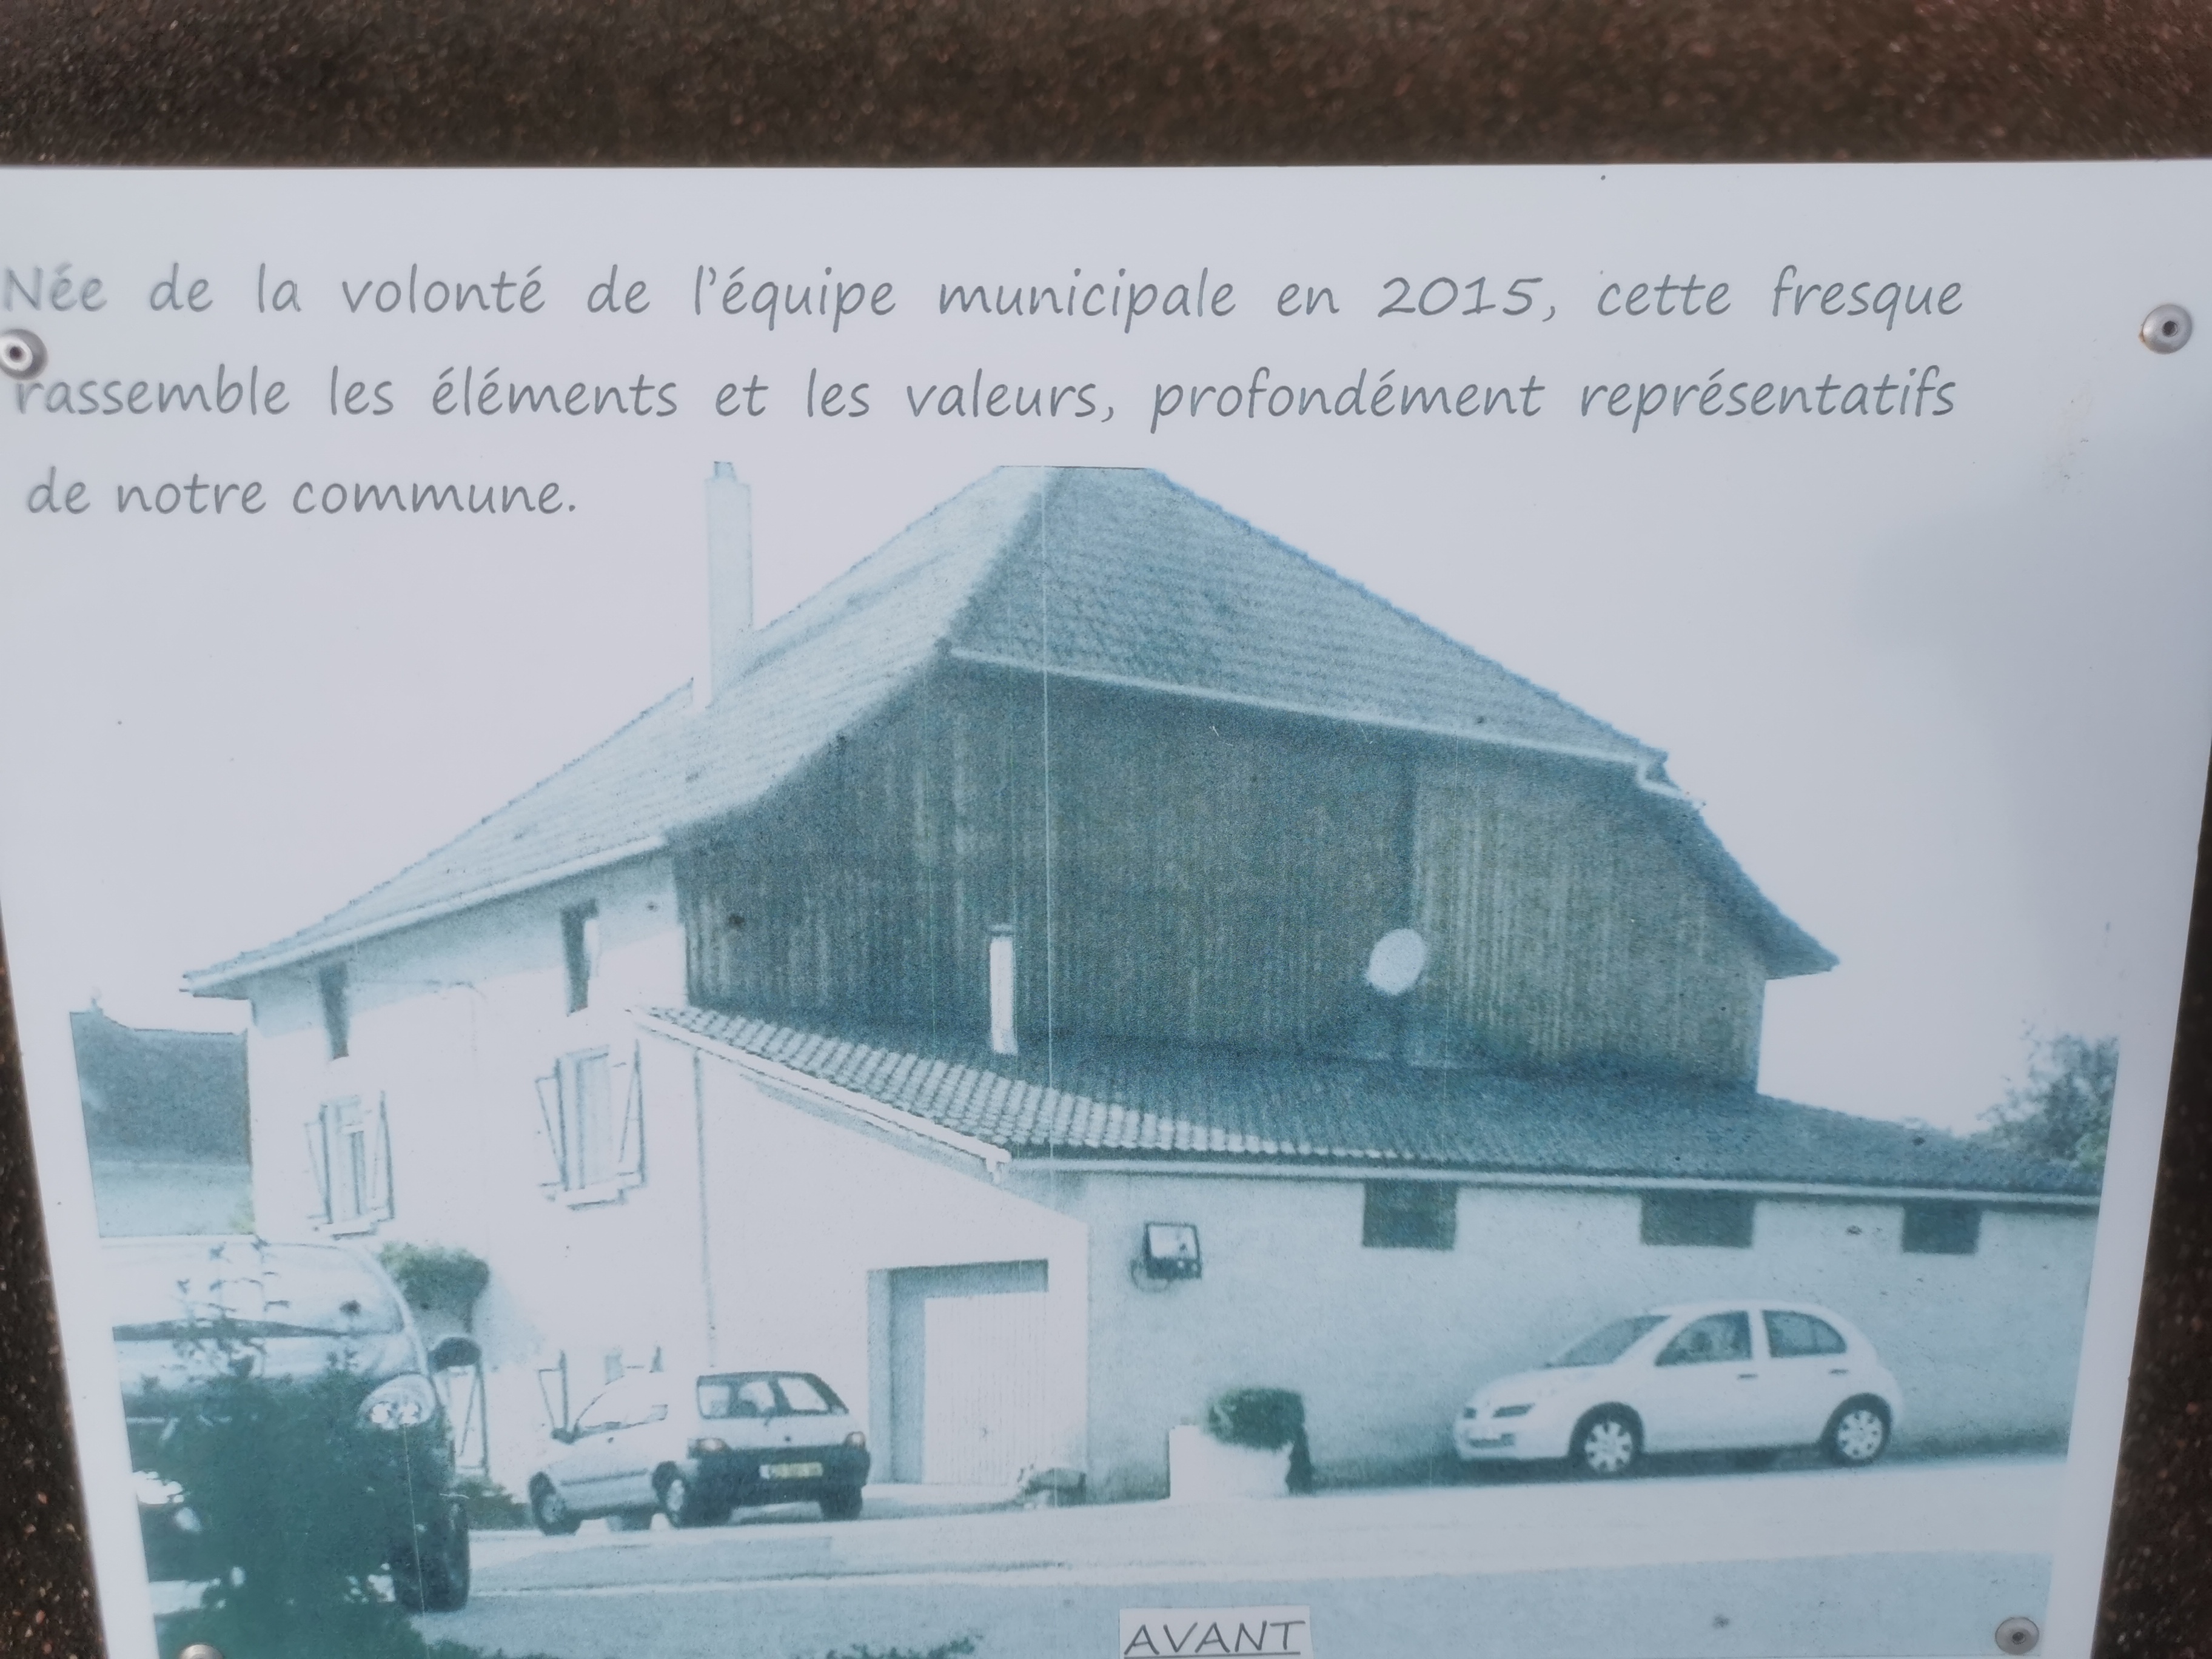 Née de la volonté de l'équipe municipale en 2015, cette fresque
rassemble les éléments et les valeurs, profondément représentatifs
de notre commune.
AVANT